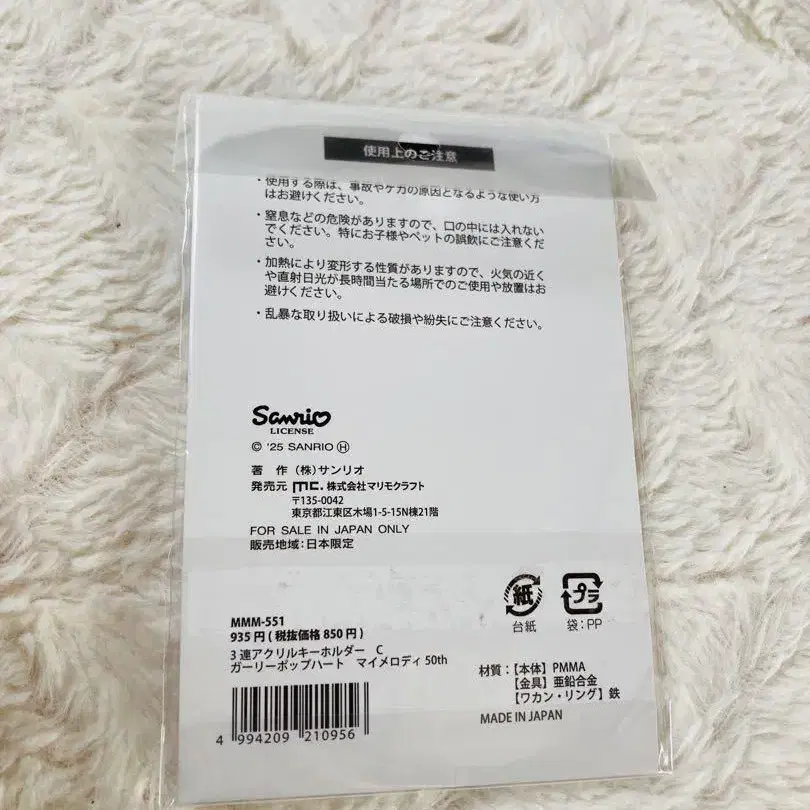 使用上のご注意
・使用する際は、事故やケガの原因となるような使い方
はお避けください。
・窒息などの危険がありますので、口の中には入れない
でください。特にお子様やペットの誤飲にご注意くだ
さい。
・加熱により変形する性質がありますので、火気の近く
や直射日光が長時間当たる場所でのご使用や放置はお
避けください。
・乱暴な取り扱いによる破損や紛失にご注意ください。
Sanrio
LICENSE
© '25 SANRIO Ⓗ
著　作 (株)サンリオ
発売元 mc. 株式会社マリモクラフト
〒135-0042
東京都江東区木場1-5-15N棟21階
FOR SALE IN JAPAN ONLY
販売地域:日本限定
紙
台紙
プラ
袋:PP
MMM-551
935円(税抜価格 850円)
3連アクリルキーホルダー　C
ガーリーポップハート　マイメロディ 50th
4 994209 210956
材質:【本体】PMMA
【金具】亜鉛合金
【ワカン・リング】鉄
MADE IN JAPAN